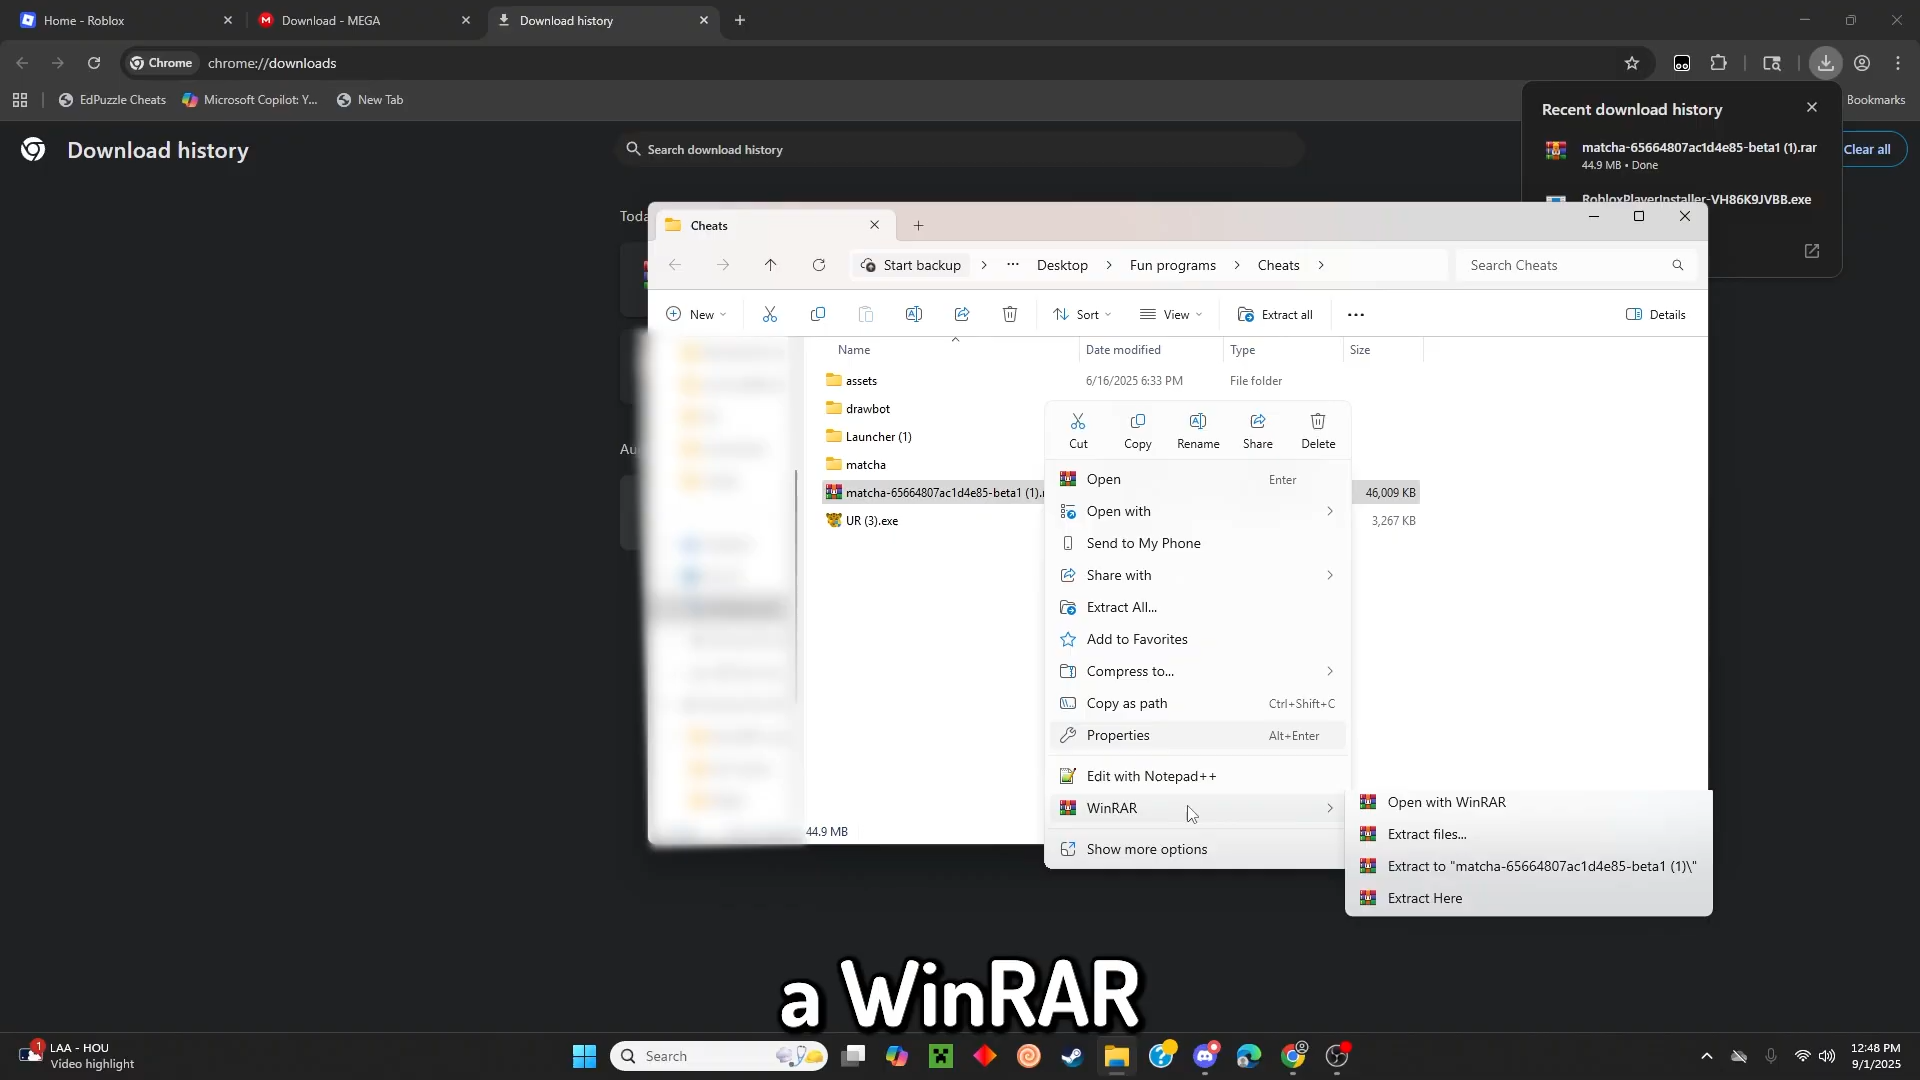 Home - Roblox
Download - MEGA
Download history
Chrome
chrome://downloads
EdPuzzle Cheats
Microsoft Copilot: Y...
New Tab
Bookmarks
Download history
Search download history
Recent download history
matcha-65664807ac1d4e85-beta1 (1).rar
44.9 MB • Done
RobloxPlayerInstaller-VH86K9JVBB.exe
Clear all
Toda
Au
Cheats
Start backup
Desktop
Fun programs
Cheats
Search Cheats
New
Sort
View
Extract all
Details
Name
Date modified
Type
Size
assets
6/16/2025 6:33 PM
File folder
drawbot
Launcher (1)
matcha
matcha-65664807ac1d4e85-beta1 (1).r
46,009 KB
UR (3).exe
3,267 KB
44.9 MB
Cut
Copy
Rename
Share
Delete
Open
Enter
Open with
Send to My Phone
Share with
Extract All...
Add to Favorites
Compress to...
Copy as path
Ctrl+Shift+C
Properties
Alt+Enter
Edit with Notepad++
WinRAR
Show more options
Open with WinRAR
Extract files...
Extract to "matcha-65664807ac1d4e85-beta1 (1)\"
Extract Here
a WinRAR
1
LAA - HOU
Video highlight
Search
12:48 PM
9/1/2025